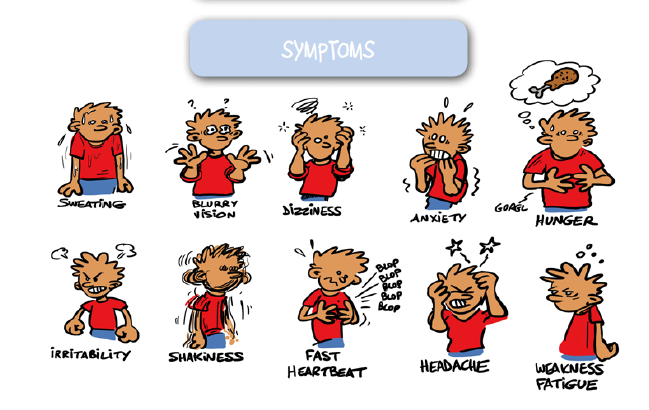 SYMPTOMS
SWEATING
BLURRY
VISION
DIZZINESS
ANXIETY
GORGL
HUNGER
IRRITABILITY
SHAKINESS
BLOP
BLOP
BLOP
BLOP
BLOP
FAST
HEARTBEAT
HEADACHE
WEAKNESS
FATIGUE